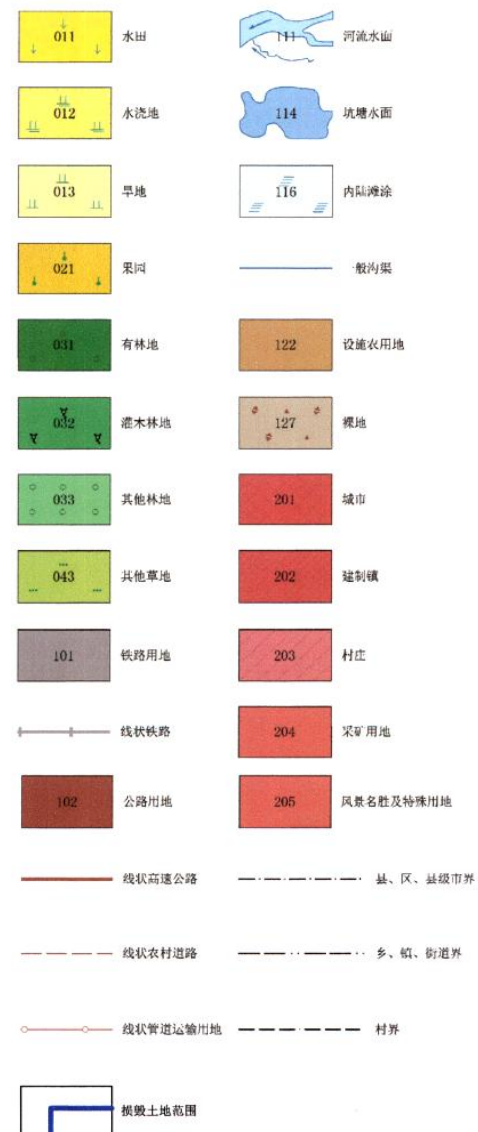 011 水田
012 水浇地
013 旱地
021 果园
031 有林地
032 灌木林地
033 其他林地
043 其他草地
101 铁路用地
线状铁路
102 公路用地
线状高速公路
线状农村道路
线状管道运输用地
损毁土地范围
111 河流水面
114 坑塘水面
116 内陆滩涂
一般沟渠
122 设施农用地
127 裸地
201 城市
202 建制镇
203 村庄
204 采矿用地
205 风景名胜及特殊用地
县、区、县级市界
乡、镇、街道界
村界